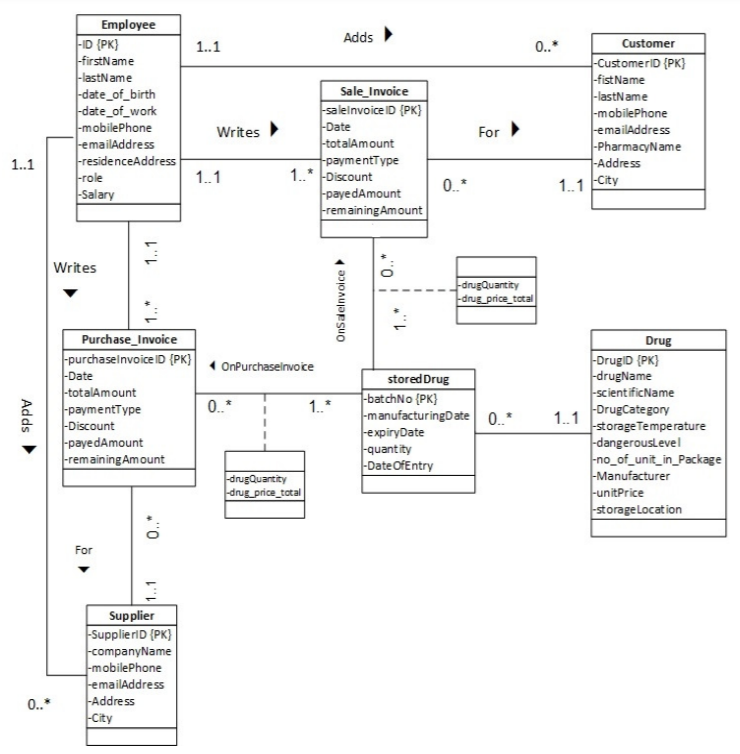 Employee
-ID {PK}
-firstName
-lastName
-date_of_birth
-date_of_work
-mobilePhone
-emailAddress
-residenceAddress
-role
-Salary
1..1
Adds
0..*
Customer
-CustomerID {PK}
-fistName
-lastName
-mobilePhone
-emailAddress
-PharmacyName
-Address
-City
Sale_Invoice
-saleInvoiceID {PK}
-Date
-totalAmount
-paymentType
-Discount
-payedAmount
-remainingAmount
Writes
1..1
1..*
For
0..*
1..1
1..1
Writes
1..1
1..*
OnSaleInvoice
0..*
1..*
-drugQuantity
-drug_price_total
Purchase_Invoice
-purchaseInvoiceID {PK}
-Date
-totalAmount
-paymentType
-Discount
-payedAmount
-remainingAmount
OnPurchaseInvoice
0..*
1..*
-drugQuantity
-drug_price_total
storedDrug
-batchNo {PK}
-manufacturingDate
-expiryDate
-quantity
-DateOfEntry
0..*
1..1
Drug
-DrugID {PK}
-drugName
-scientificName
-DrugCategory
-storageTemperature
-dangerousLevel
-no_of_unit_in_Package
-Manufacturer
-unitPrice
-storageLocation
Adds
For
0..*
1..1
Supplier
-SupplierID {PK}
-companyName
-mobilePhone
-emailAddress
-Address
-City
0..*